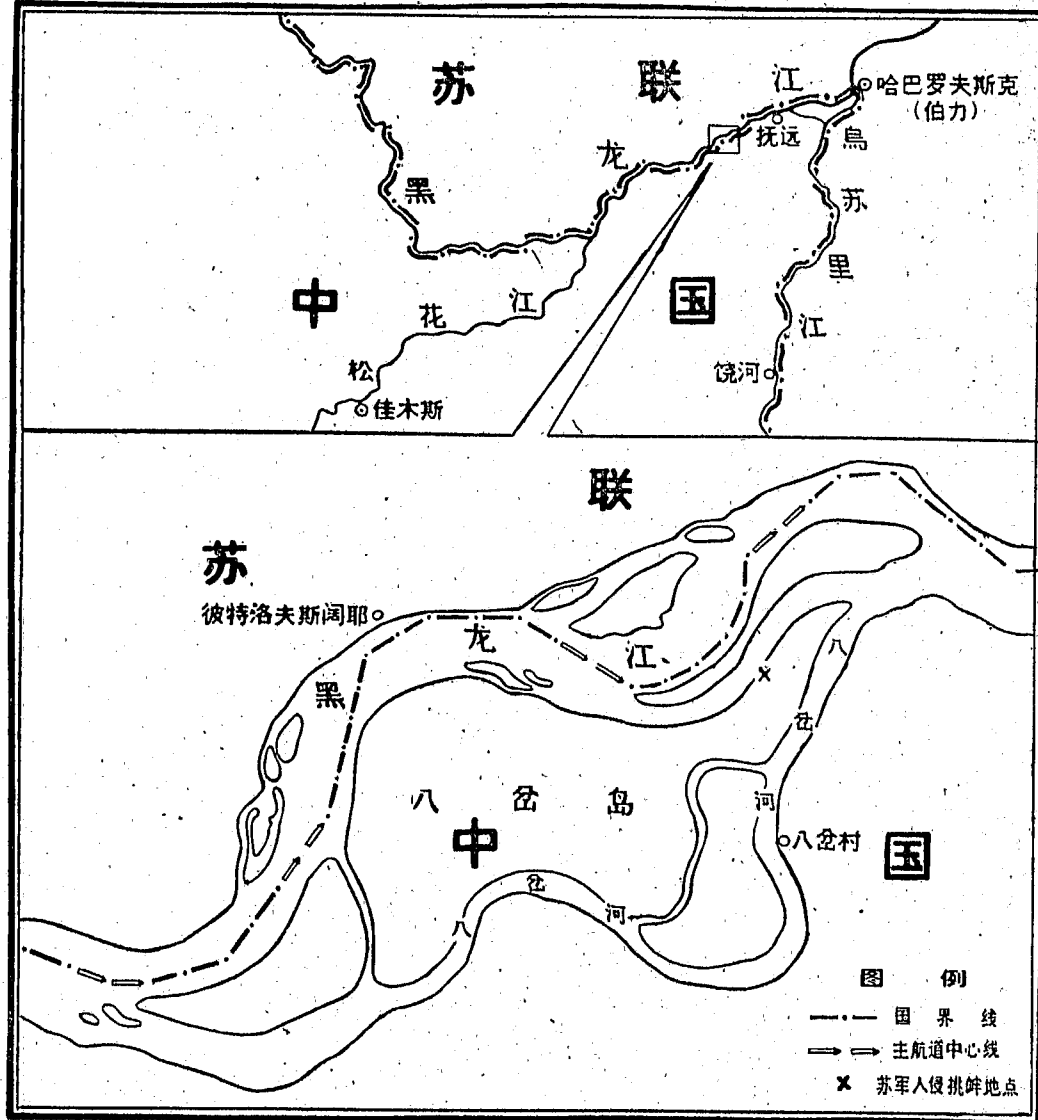 苏联
黑龙江
哈巴罗夫斯克
(伯力)
抚远
烏苏里江
中国
松花江
佳木斯
饶河
苏联
彼特洛夫斯阔耶
黑龙江
八岔河
八岔岛
中国
八岔河
八岔村
图例
国界线
主航道中心线
苏军入侵挑衅地点